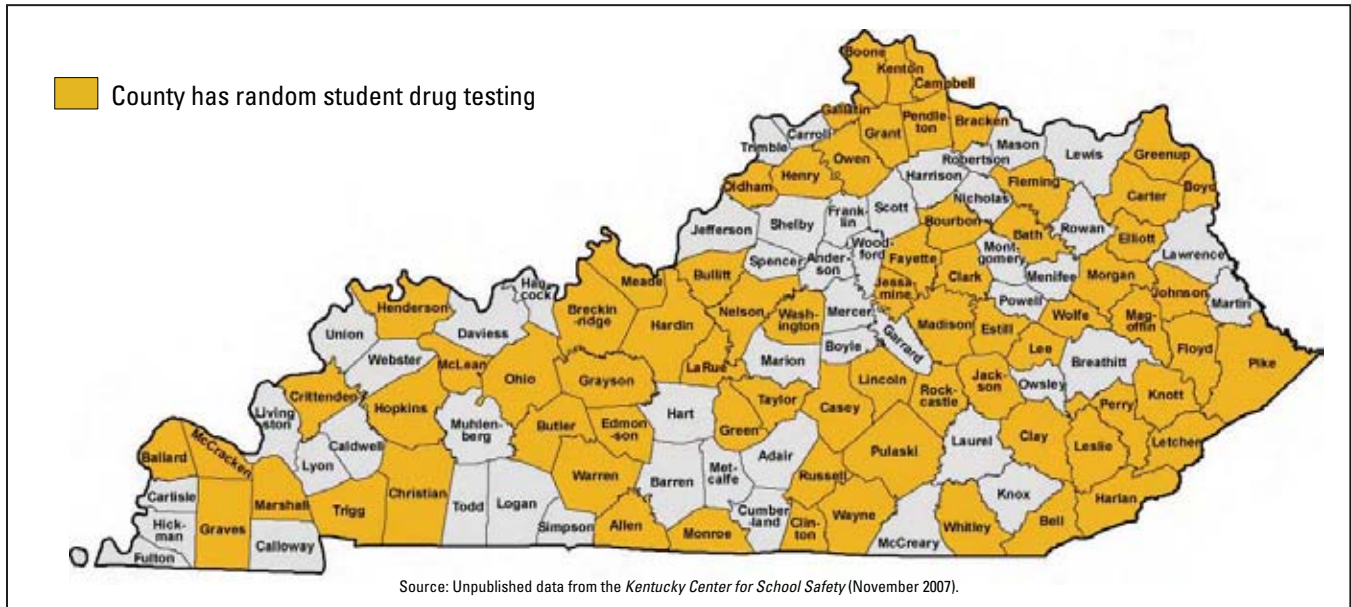 County has random student drug testing
Boone
Kenton
Campbell
Gallatin
Pendle-
ton
Bracken
Grant
Carroll
Trimble
Owen
Mason
Lewis
Greenup
Robertson
Harrison
Henry
Oldham
Fleming
Carter
Boyd
Nicholas
Scott
Frank-
lin
Shelby
Jefferson
Bourbon
Bath
Rowan
Elliott
Lawrence
Wood-
ford
Ander-
son
Spencer
Fayette
Mont-
gomery
Menifee
Morgan
Clark
Bullitt
Meade
Han-
cock
Jessa-
mine
Powell
Johnson
Martin
Henderson
Daviess
Breckin
-ridge
Hardin
Nelson
Wash-
ington
Mercer
Madison
Estill
Wolfe
Mag-
offin
Union
Webster
Boyle
Garrard
Lee
Breathitt
Floyd
Pike
McLean
Ohio
Grayson
LaRue
Marion
Lincoln
Rock-
castle
Jack-
son
Owsley
Knott
Perry
Crittenden
Hopkins
Taylor
Casey
Living
ston
Muhlen-
berg
Butler
Edmon
-son
Hart
Green
Clay
Leslie
Letcher
Caldwell
Lyon
McCracken
Ballard
Warren
Adair
Pulaski
Laurel
Russell
Barren
Met-
calfe
Knox
Harlan
Carlisle
Marshall
Trigg
Christian
Todd
Logan
Simpson
Allen
Monroe
Cumber
-land
Clin-
ton
Wayne
McCreary
Whitley
Bell
Hick-
man
Graves
Calloway
Fulton
Source: Unpublished data from the Kentucky Center for School Safety (November 2007).